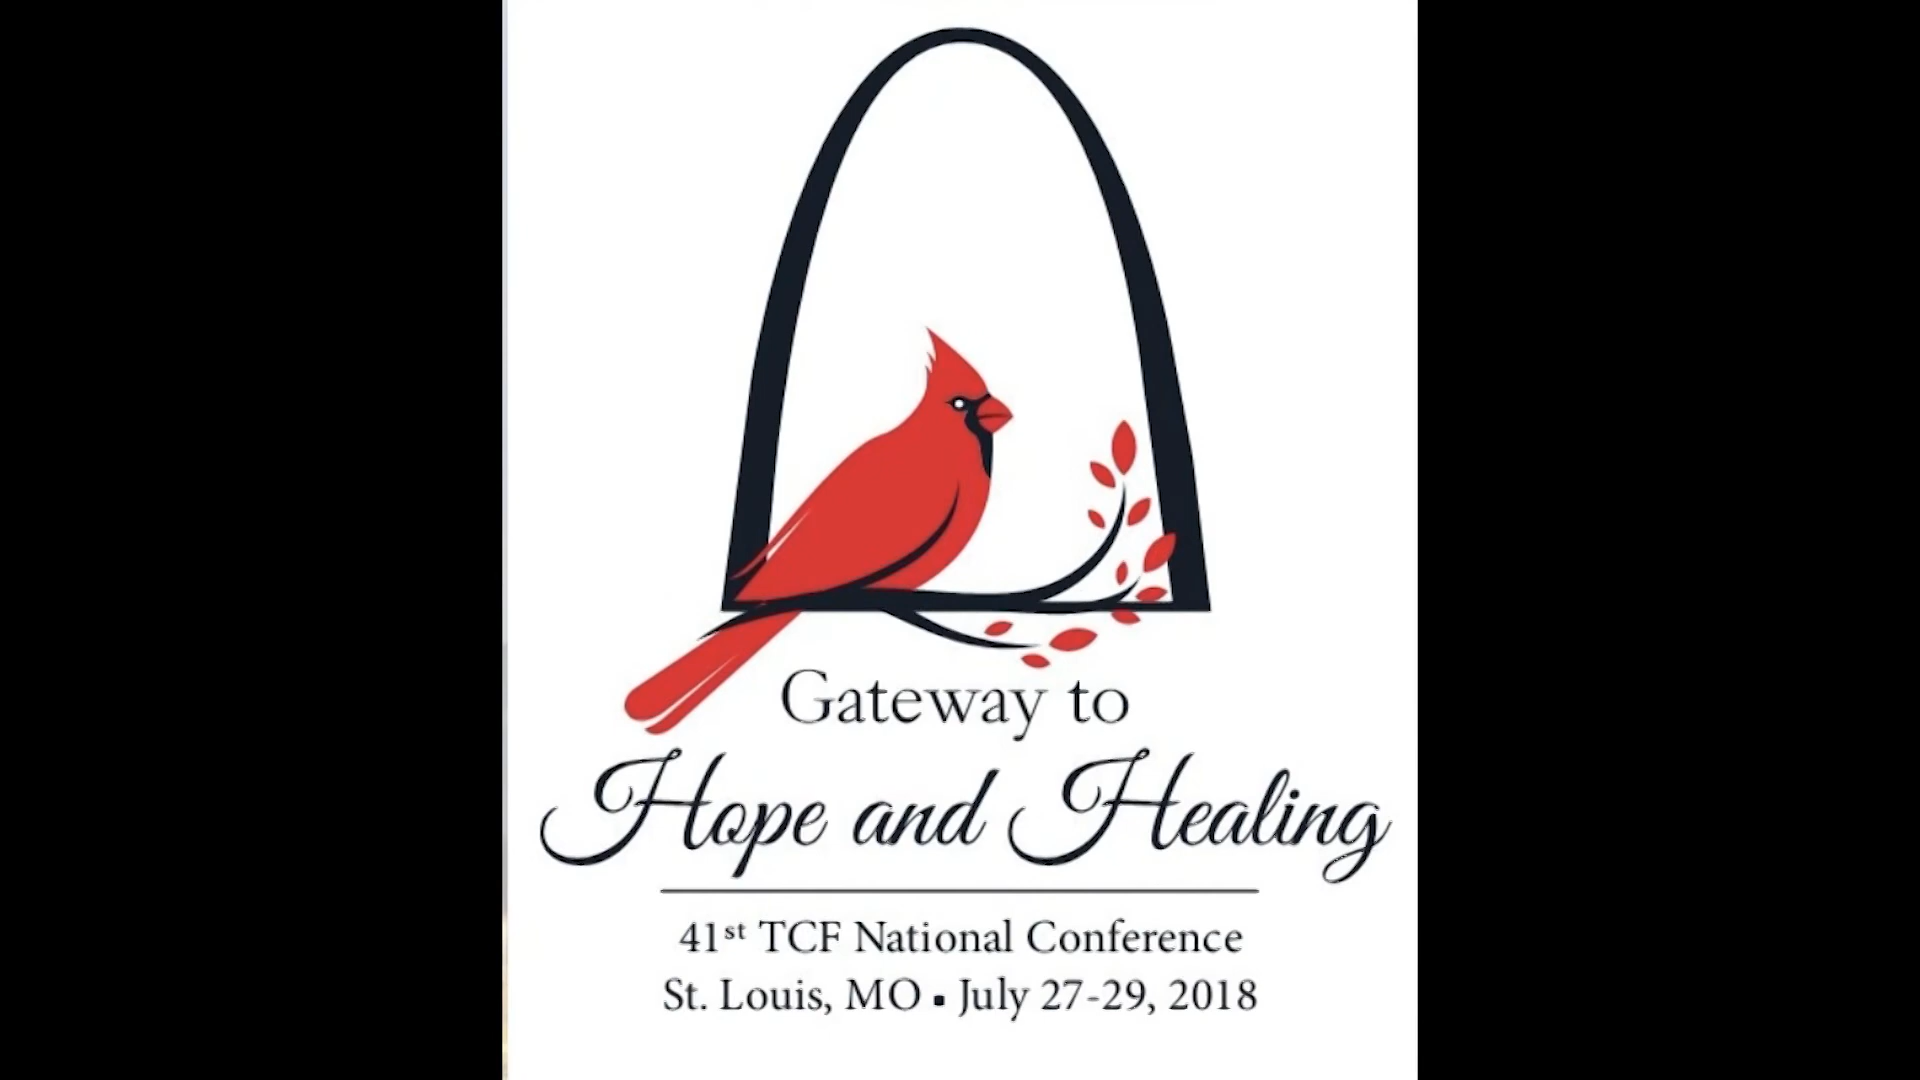 Gateway to
Hope and Healing
41st TCF National Conference
St. Louis, MO ▪ July 27-29, 2018